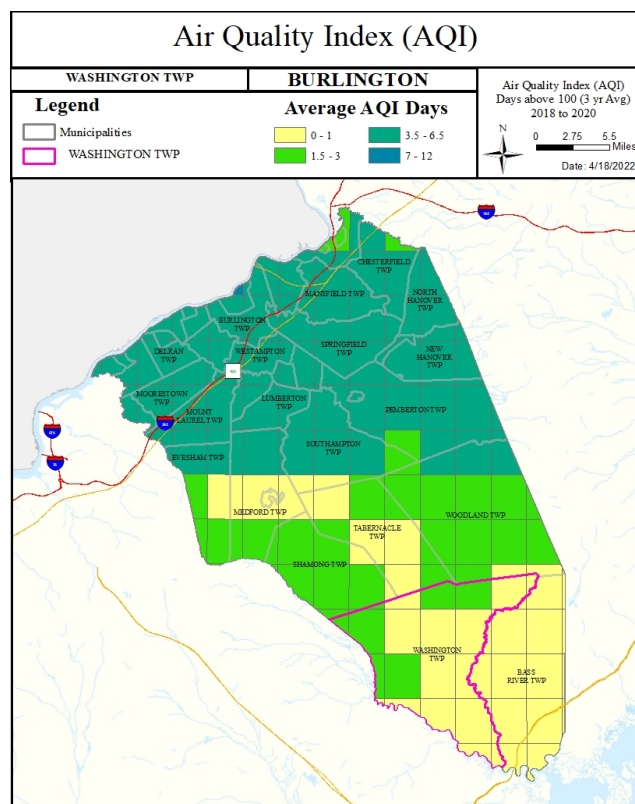 Air Quality Index (AQI)
WASHINGTON TWP
BURLINGTON
Legend
Municipalities
WASHINGTON TWP
Average AQI Days
0 - 1
3.5 - 6.5
1.5 - 3
7 - 12
Air Quality Index (AQI)
Days above 100 (3 yr Avg)
2018 to 2020
N
0 2.75 5.5
Miles
Date: 4/18/2022
CHESTERFIELD
TWP
MANSFIELD TWP
NORTH
HANOVER
TWP
BURLINGTON
TWP
SPRINGFIELD
TWP
DELRAN
TWP
WESTAMPTON
TWP
NEW
HANOVER
TWP
MOORESTOWN
TWP
LUMBERTON
TWP
MOUNT
LAUREL TWP
PEMBERTON TWP
EVESHAM TWP
SOUTHAMPTON
TWP
MEDFORD TWP
WOODLAND TWP
TABERNACLE
TWP
SHAMONG TWP
WASHINGTON
TWP
BASS
RIVER TWP